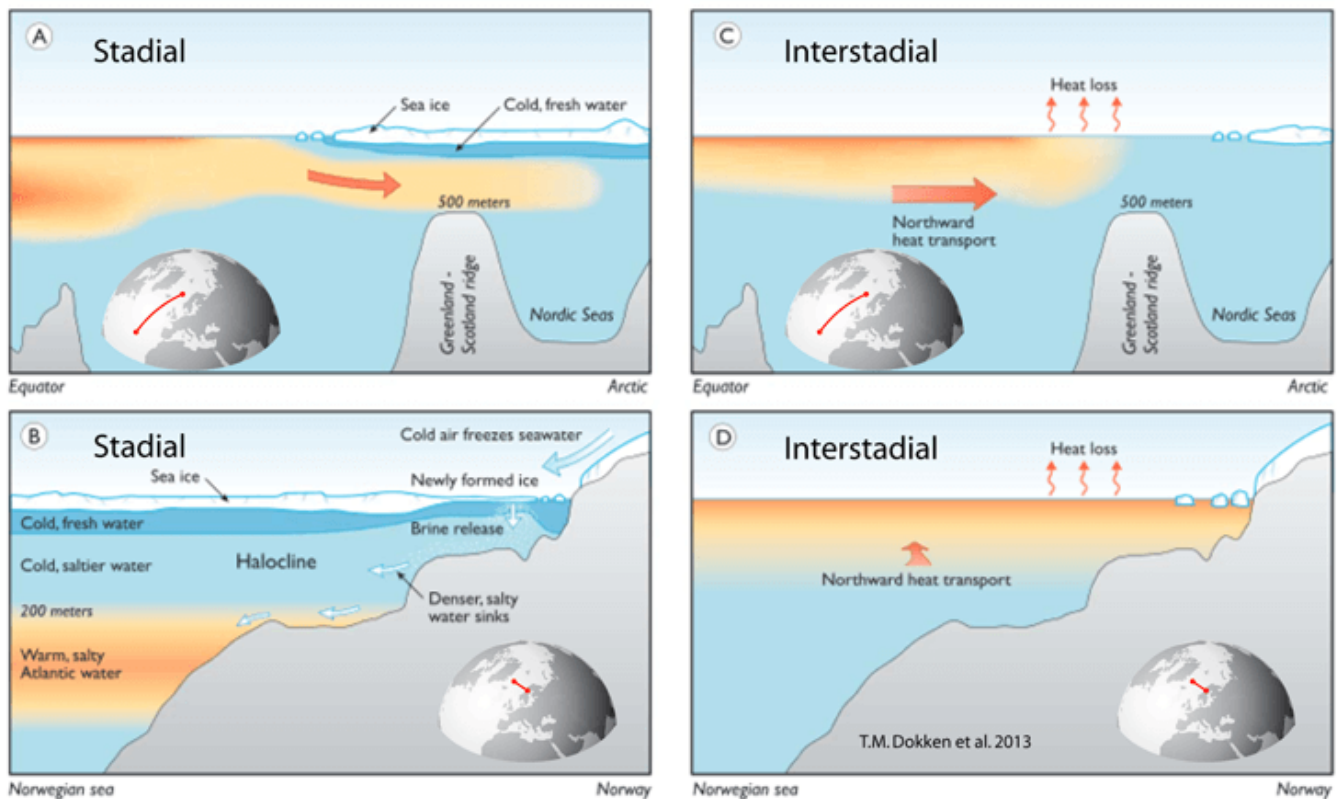 A
Stadial
Sea ice
Cold, fresh water
500 meters
Greenland -
Scotland ridge
Nordic Seas
Equator
Arctic
C
Interstadial
Heat loss
500 meters
Northward
heat transport
Greenland -
Scotland ridge
Nordic Seas
Equator
Arctic
B
Stadial
Cold air freezes seawater
Sea ice
Newly formed ice
Cold, fresh water
Brine release
Halocline
Cold, saltier water
200 meters
Denser, salty
water sinks
Warm, salty
Atlantic water
Norwegian sea
Norway
D
Interstadial
Heat loss
Northward heat transport
T.M. Dokken et al. 2013
Norwegian sea
Norway